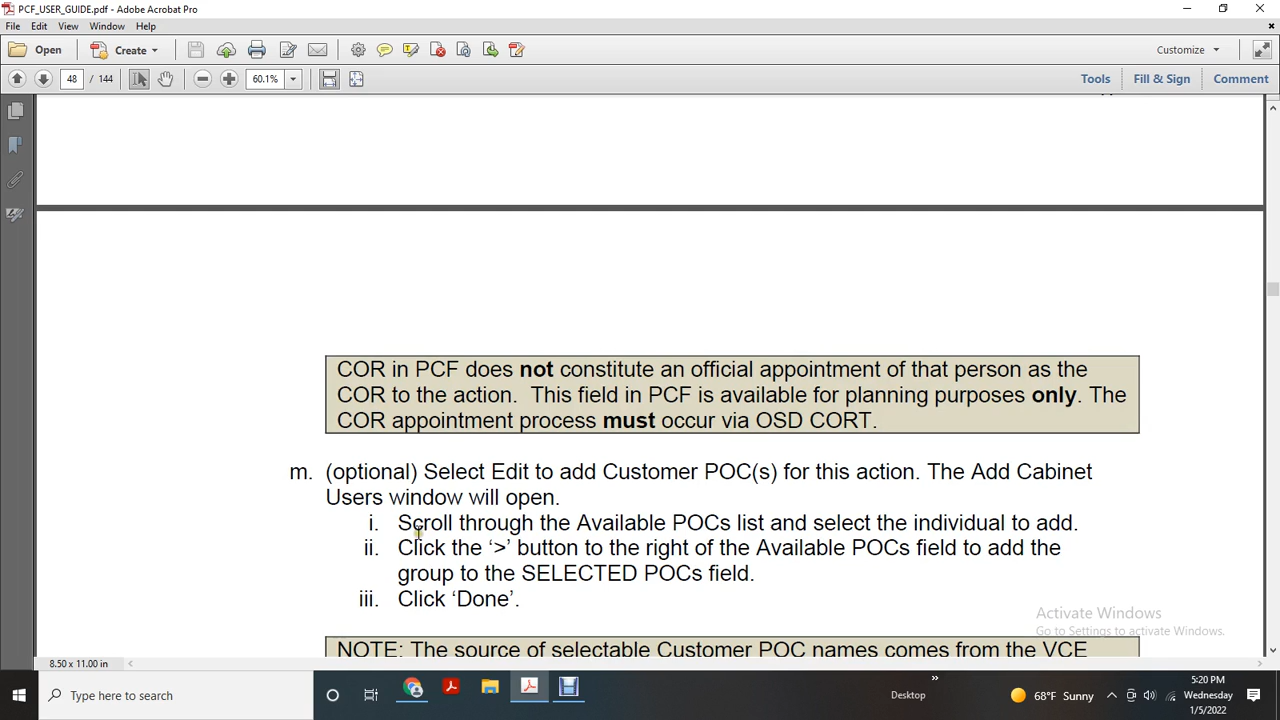 PCF_USER_GUIDE.pdf - Adobe Acrobat Pro
File Edit View Window Help
Open Create Customize
48 / 144 60.1% Tools Fill & Sign Comment
COR in PCF does not constitute an official appointment of that person as the
COR to the action. This field in PCF is available for planning purposes only. The
COR appointment process must occur via OSD CORT.
m. (optional) Select Edit to add Customer POC(s) for this action. The Add Cabinet
Users window will open.
i. Scroll through the Available POCs list and select the individual to add.
ii. Click the ‘>’ button to the right of the Available POCs field to add the
group to the SELECTED POCs field.
iii. Click ‘Done’.
Activate Windows
Go to Settings to activate Windows.
NOTE: The source of selectable Customer POC names comes from the VCE
8.50 x 11.00 in
Type here to search
Desktop
68°F Sunny
5:20 PM
Wednesday
1/5/2022